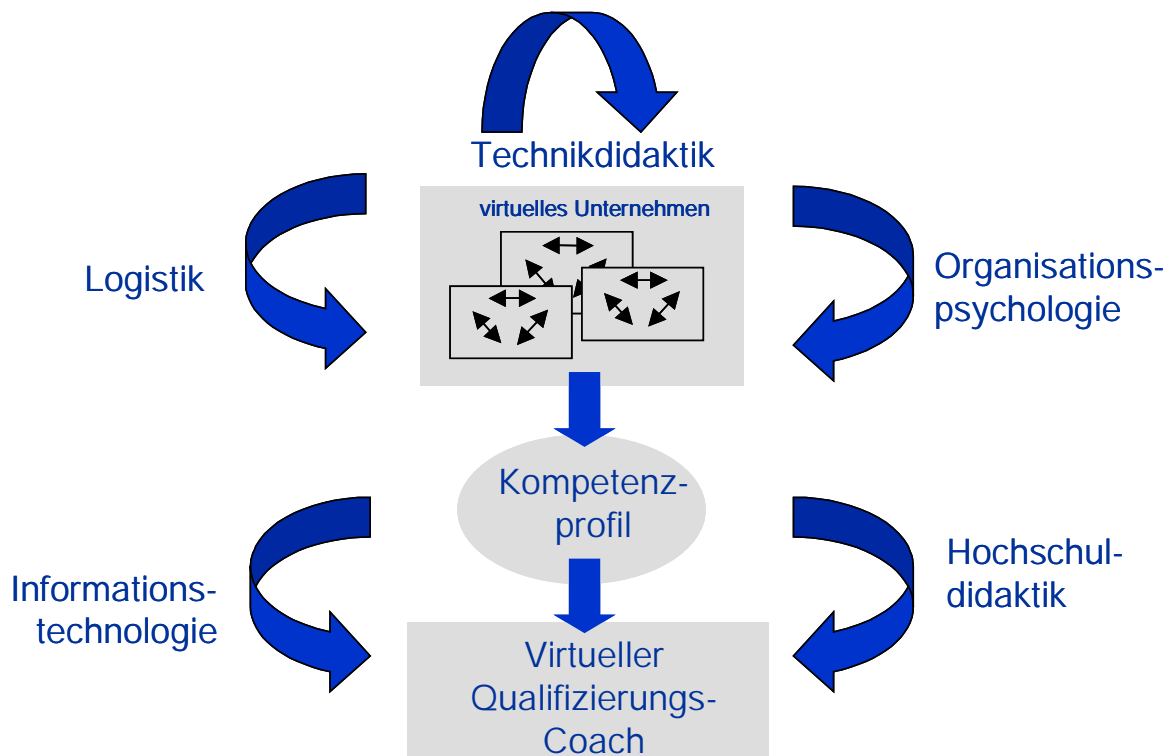 Technikdidaktik
virtuelles Unternehmen
Logistik
Organisations-
psychologie
Kompetenz-
profil
Informations-
technologie
Hochschul-
didaktik
Virtueller
Qualifizierungs-
Coach